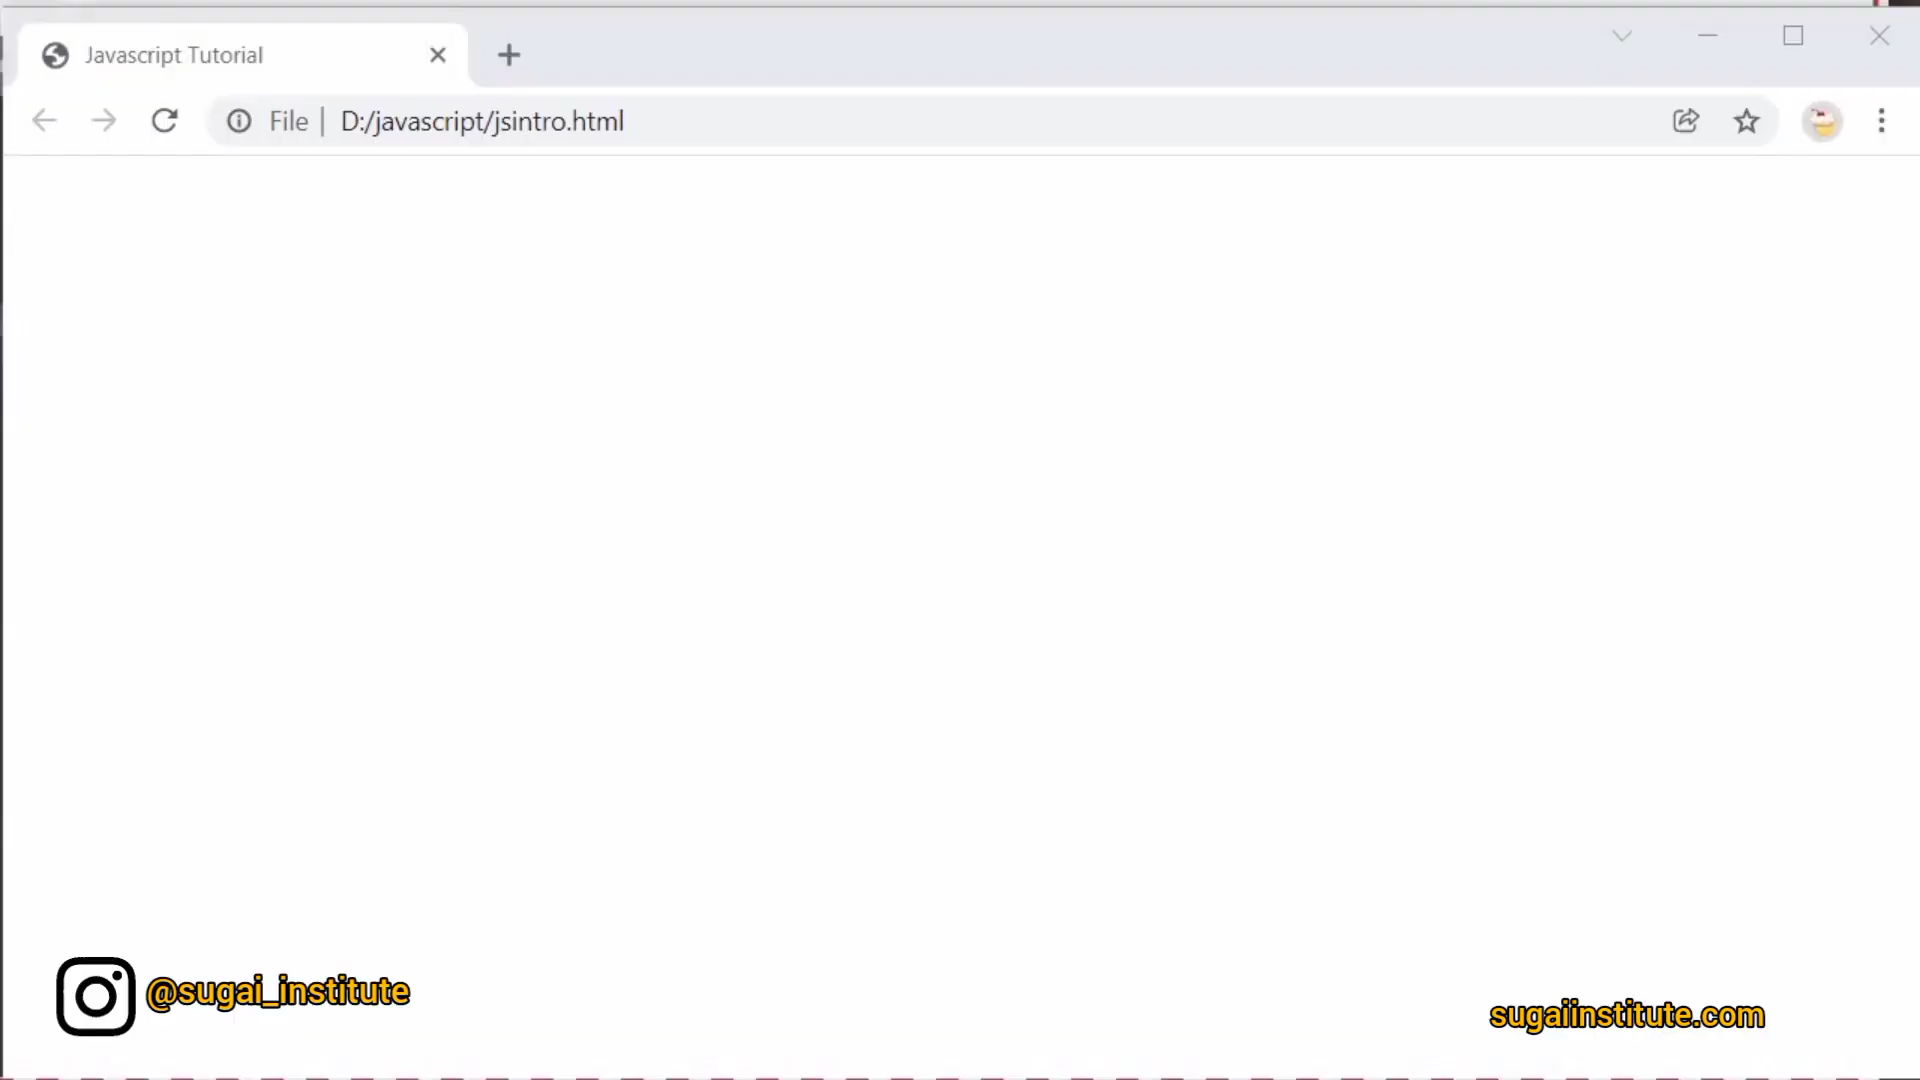 Javascript Tutorial
File | D:/javascript/jsintro.html
@sugai_institute
sugaiinstitute.com